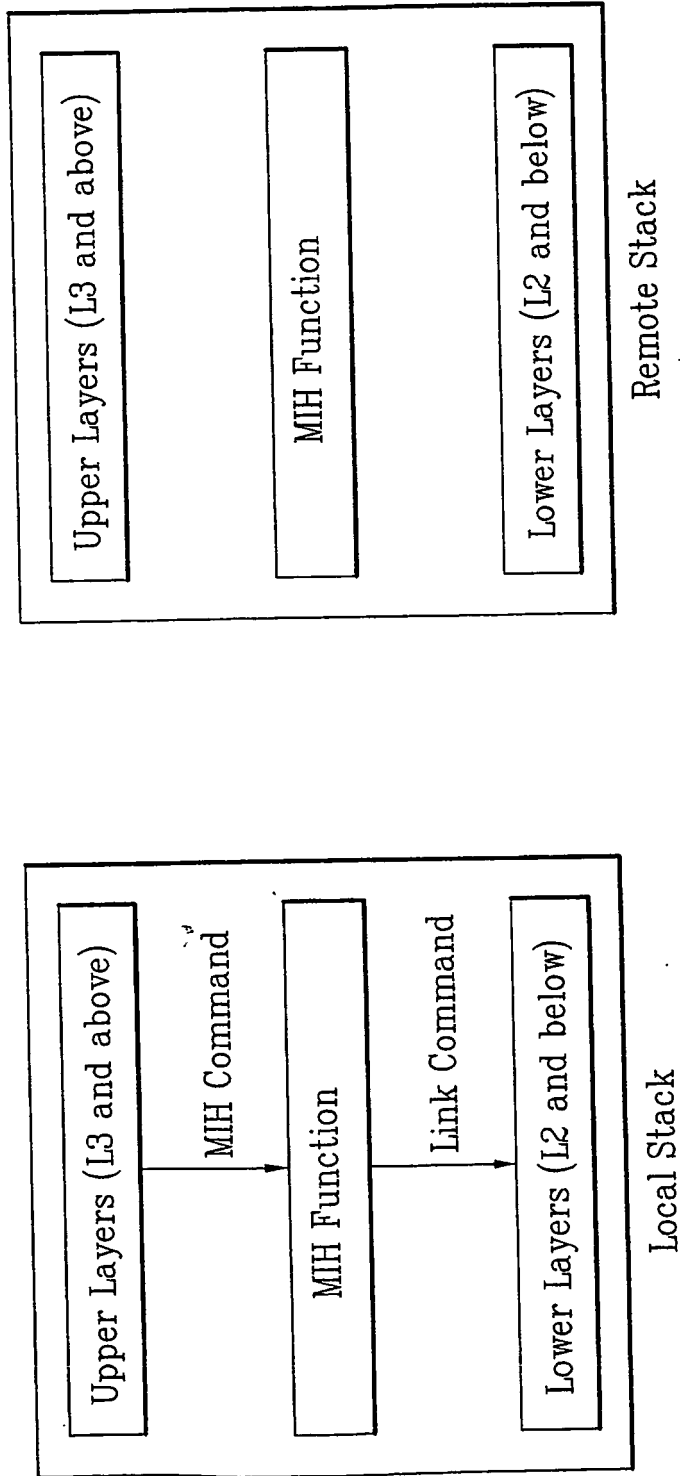 Upper Layers (L3 and above)
MIH Command
MIH Function
Link Command
Lower Layers (L2 and below)
Local Stack
Upper Layers (L3 and above)
MIH Function
Lower Layers (L2 and below)
Remote Stack